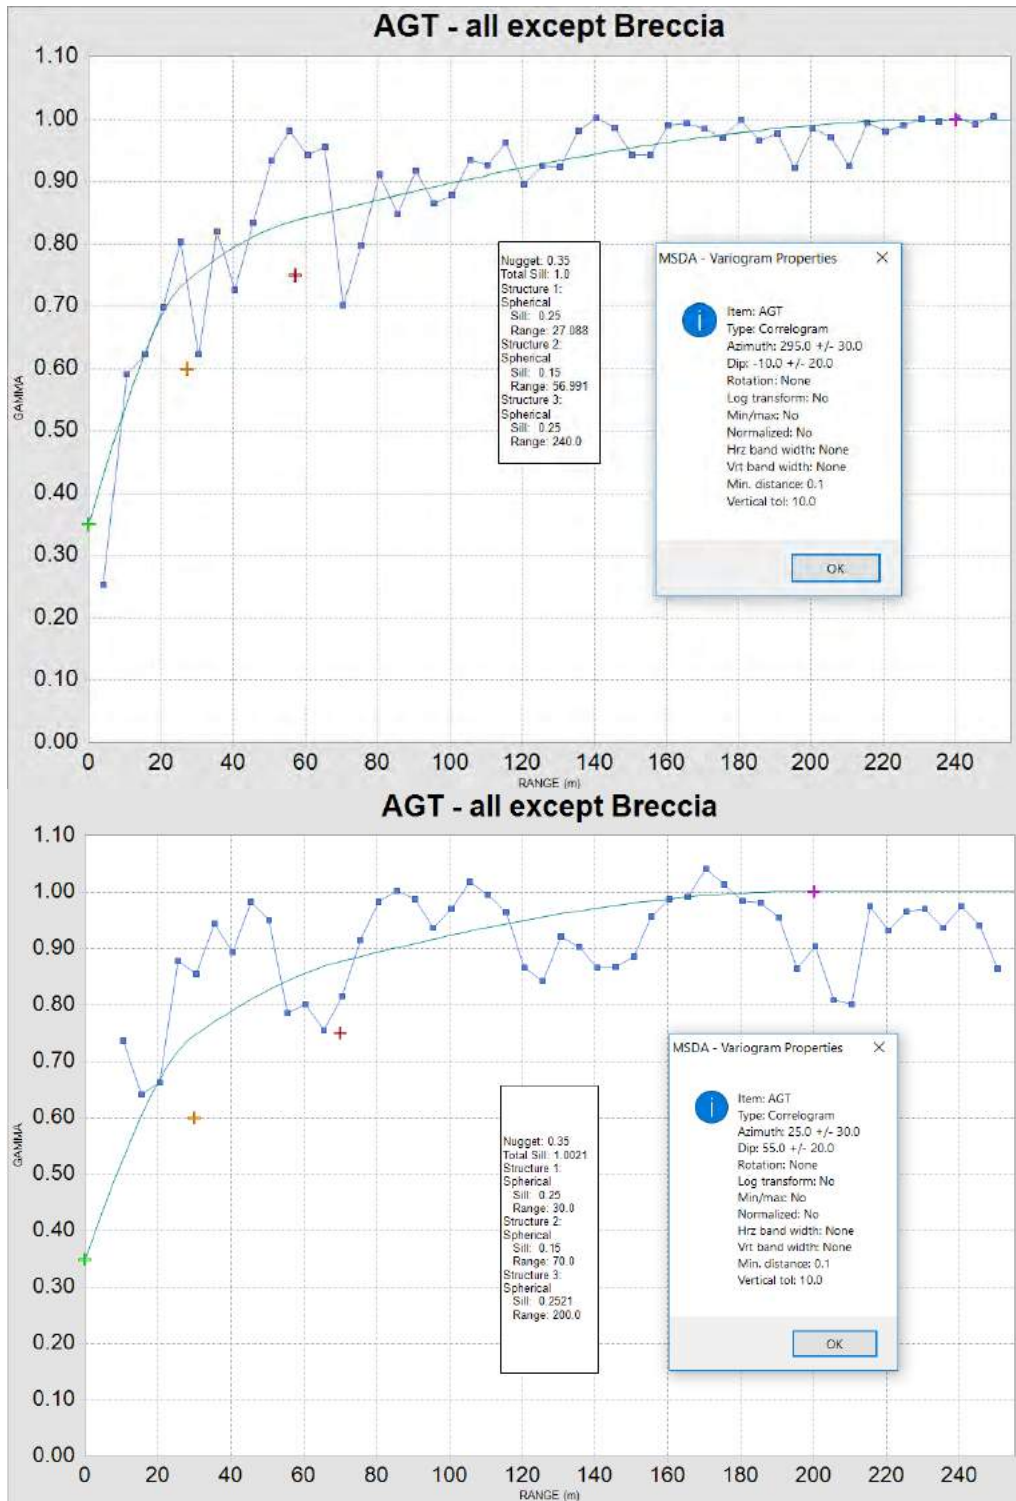 AGT - all except Breccia
1.10
1.00
0.90
0.80
0.70
0.60
0.50
0.40
0.30
0.20
0.10
0.00
GAMMA
0 20 40 60 80 100 120 140 160 180 200 220 240
RANGE (m)
Nugget: 0.35
Total Sill: 1.0
Structure 1:
Spherical
Sill: 0.25
Range: 27.088
Structure 2:
Spherical
Sill: 0.15
Range: 56.991
Structure 3:
Spherical
Sill: 0.25
Range: 240.0
MSDA - Variogram Properties
Item: AGT
Type: Correlogram
Azimuth: 295.0 +/- 30.0
Dip: -10.0 +/- 20.0
Rotation: None
Log transform: No
Min/max: No
Normalized: No
Hrz band width: None
Vrt band width: None
Min. distance: 0.1
Vertical tol: 10.0
OK
AGT - all except Breccia
1.10
1.00
0.90
0.80
0.70
0.60
0.50
0.40
0.30
0.20
0.10
0.00
GAMMA
0 20 40 60 80 100 120 140 160 180 200 220 240
RANGE (m)
Nugget: 0.35
Total Sill: 1.0021
Structure 1:
Spherical
Sill: 0.25
Range: 30.0
Structure 2:
Spherical
Sill: 0.15
Range: 70.0
Structure 3:
Spherical
Sill: 0.2521
Range: 200.0
MSDA - Variogram Properties
Item: AGT
Type: Correlogram
Azimuth: 25.0 +/- 30.0
Dip: 55.0 +/- 20.0
Rotation: None
Log transform: No
Min/max: No
Normalized: No
Hrz band width: None
Vrt band width: None
Min. distance: 0.1
Vertical tol: 10.0
OK